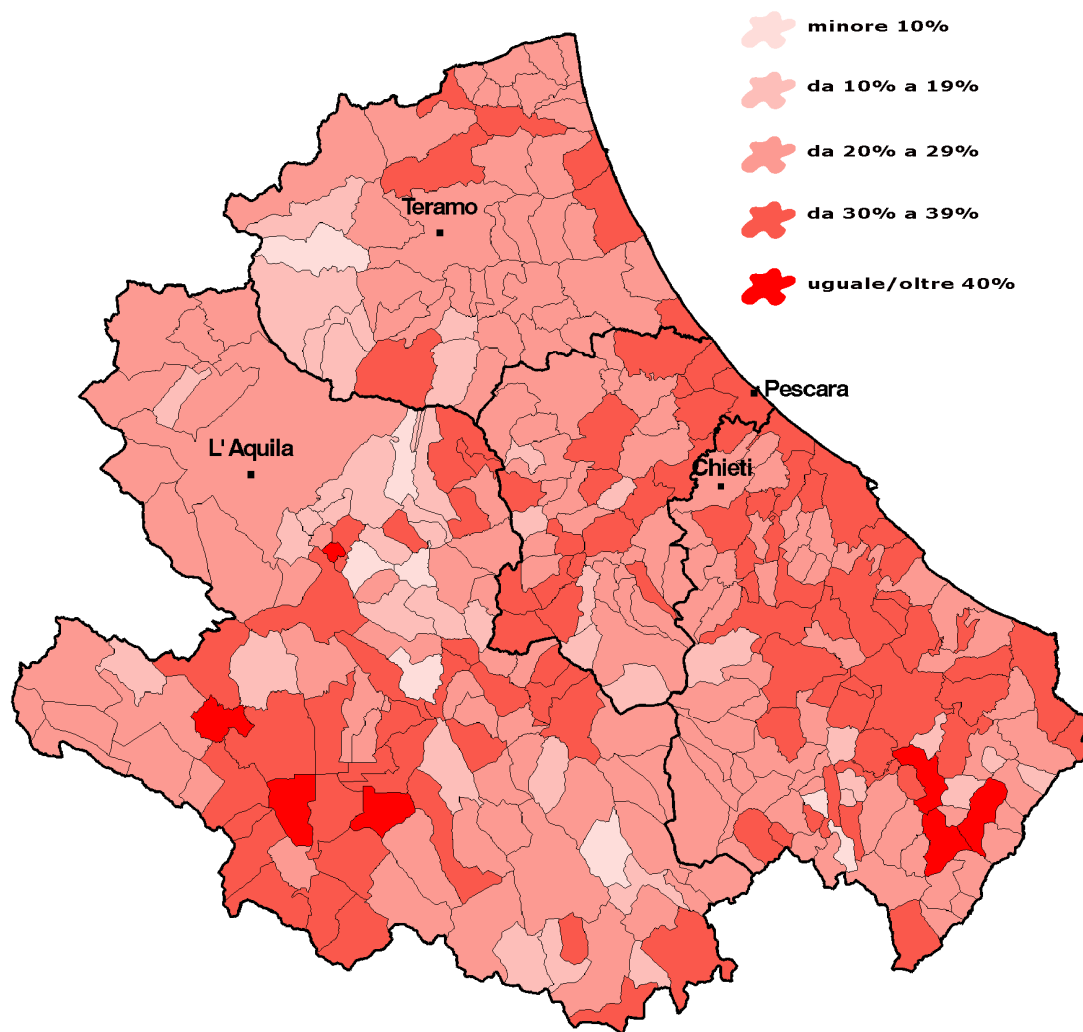 minore 10%
da 10% a 19%
da 20% a 29%
da 30% a 39%
uguale/oltre 40%
Teramo
Pescara
L'Aquila
Chieti